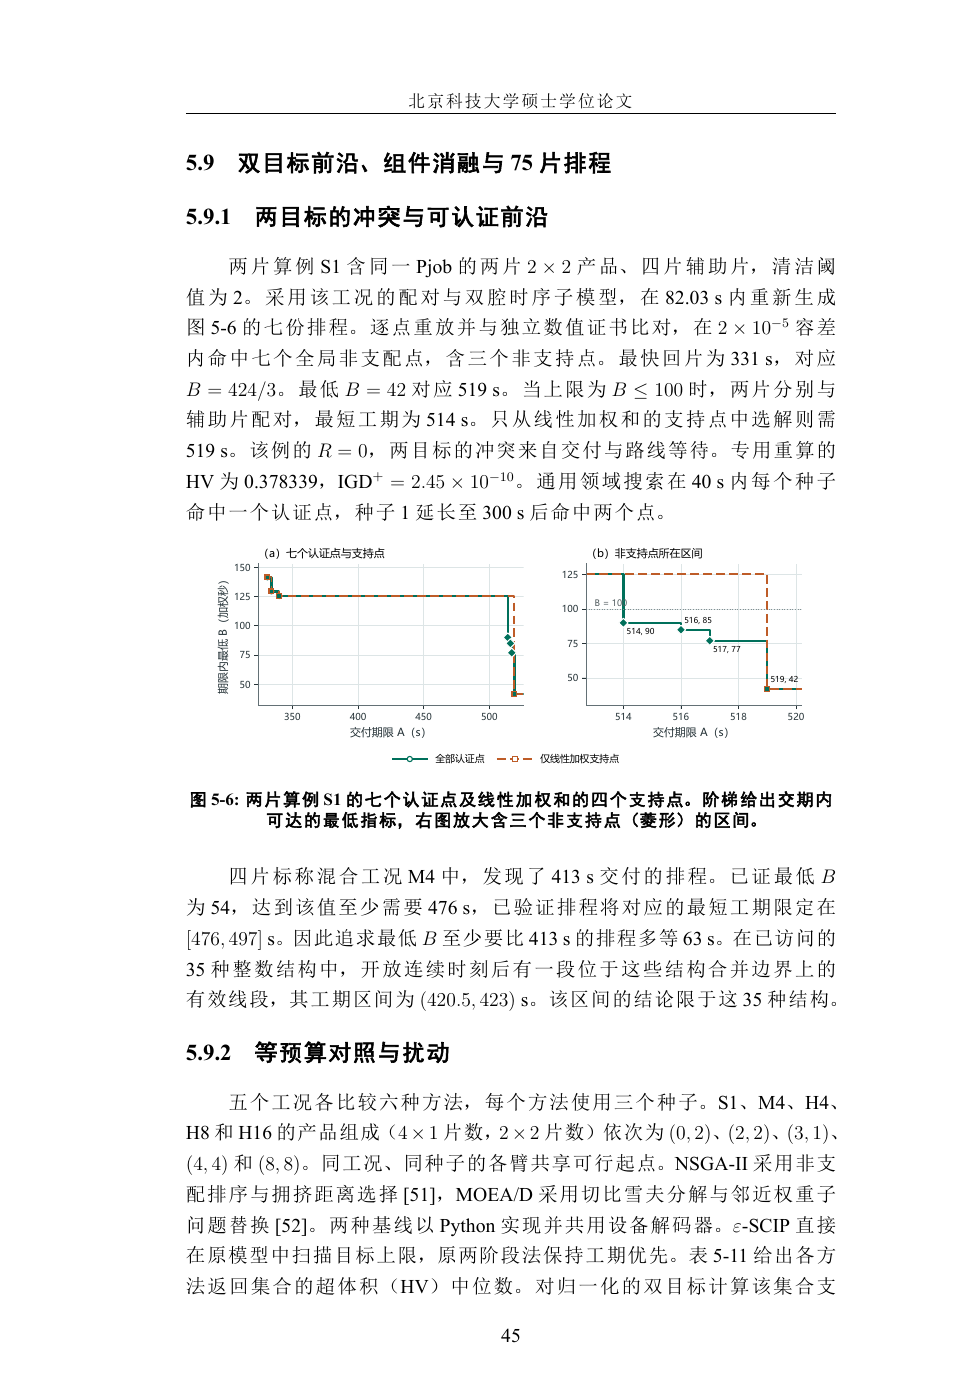 北京科技大学硕士学位论文
5.9 双目标前沿、组件消融与 75 片排程
5.9.1 两目标的冲突与可认证前沿
两片算例 S1 含同一 Pjob 的两片 2 × 2 产品、四片辅助片，清洁阈
值为 2。采用该工况的配对与双腔时序子模型，在 82.03 s 内重新生成
图 5-6 的七份排程。逐点重放并与独立数值证书比对，在 2 × 10⁻⁵ 容差
内命中七个全局非支配点，含三个非支持点。最快回片为 331 s，对应
B = 424/3。最低 B = 42 对应 519 s。当上限为 B ≤ 100 时，两片分别与
辅助片配对，最短工期为 514 s。只从线性加权和的支持点中选解则需
519 s。该例的 R = 0，两目标的冲突来自交付与路线等待。专用重算的
HV 为 0.378339，IGD⁺ = 2.45 × 10⁻¹⁰。通用领域搜索在 40 s 内每个种子
命中一个认证点，种子 1 延长至 300 s 后命中两个点。
（a）七个认证点与支持点
期限内最低 B（加权秒）
150
125
100
75
50
350 400 450 500
交付期限 A（s）
（b）非支持点所在区间
125
100
75
50
B = 100
514, 90
516, 85
517, 77
519, 42
514 516 518 520
交付期限 A（s）
全部认证点 仅线性加权支持点
图 5-6: 两片算例 S1 的七个认证点及线性加权和的四个支持点。阶梯给出交期内
可达的最低指标，右图放大含三个非支持点（菱形）的区间。
四片标称混合工况 M4 中，发现了 413 s 交付的排程。已证最低 B
为 54，达到该值至少需要 476 s，已验证排程将对应的最短工期限定在
[476, 497] s。因此追求最低 B 至少要比 413 s 的排程多等 63 s。在已访问的
35 种整数结构中，开放连续时刻后有一段位于这些结构合并边界上的
有效线段，其工期区间为 (420.5, 423) s。该区间的结论限于这 35 种结构。
5.9.2 等预算对照与扰动
五个工况各比较六种方法，每个方法使用三个种子。S1、M4、H4、
H8 和 H16 的产品组成（4 × 1 片数，2 × 2 片数）依次为 (0, 2)、(2, 2)、(3, 1)、
(4, 4) 和 (8, 8)。同工况、同种子的各臂共享可行起点。NSGA-II 采用非支
配排序与拥挤距离选择 [51]，MOEA/D 采用切比雪夫分解与邻近权重子
问题替换 [52]。两种基线以 Python 实现并共用设备解码器。ε-SCIP 直接
在原模型中扫描目标上限，原两阶段法保持工期优先。表 5-11 给出各方
法返回集合的超体积（HV）中位数。对归一化的双目标计算该集合支
45